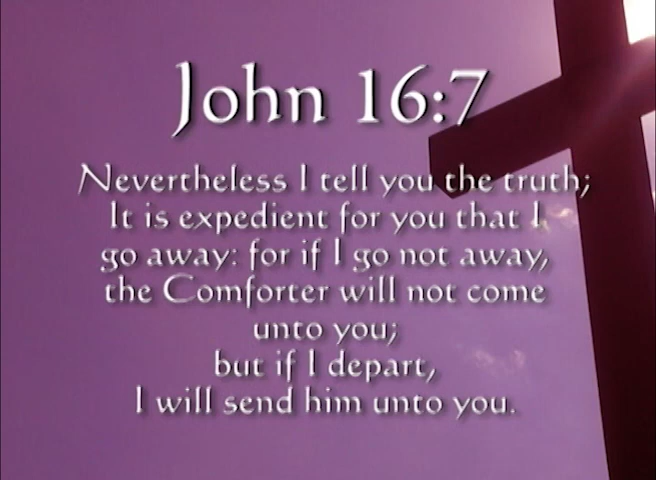 John 16:7
Nevertheless I tell you the truth;
It is expedient for you that I
go away: for if I go not away,
the Comforter will not come
unto you;
but if I depart,
I will send him unto you.